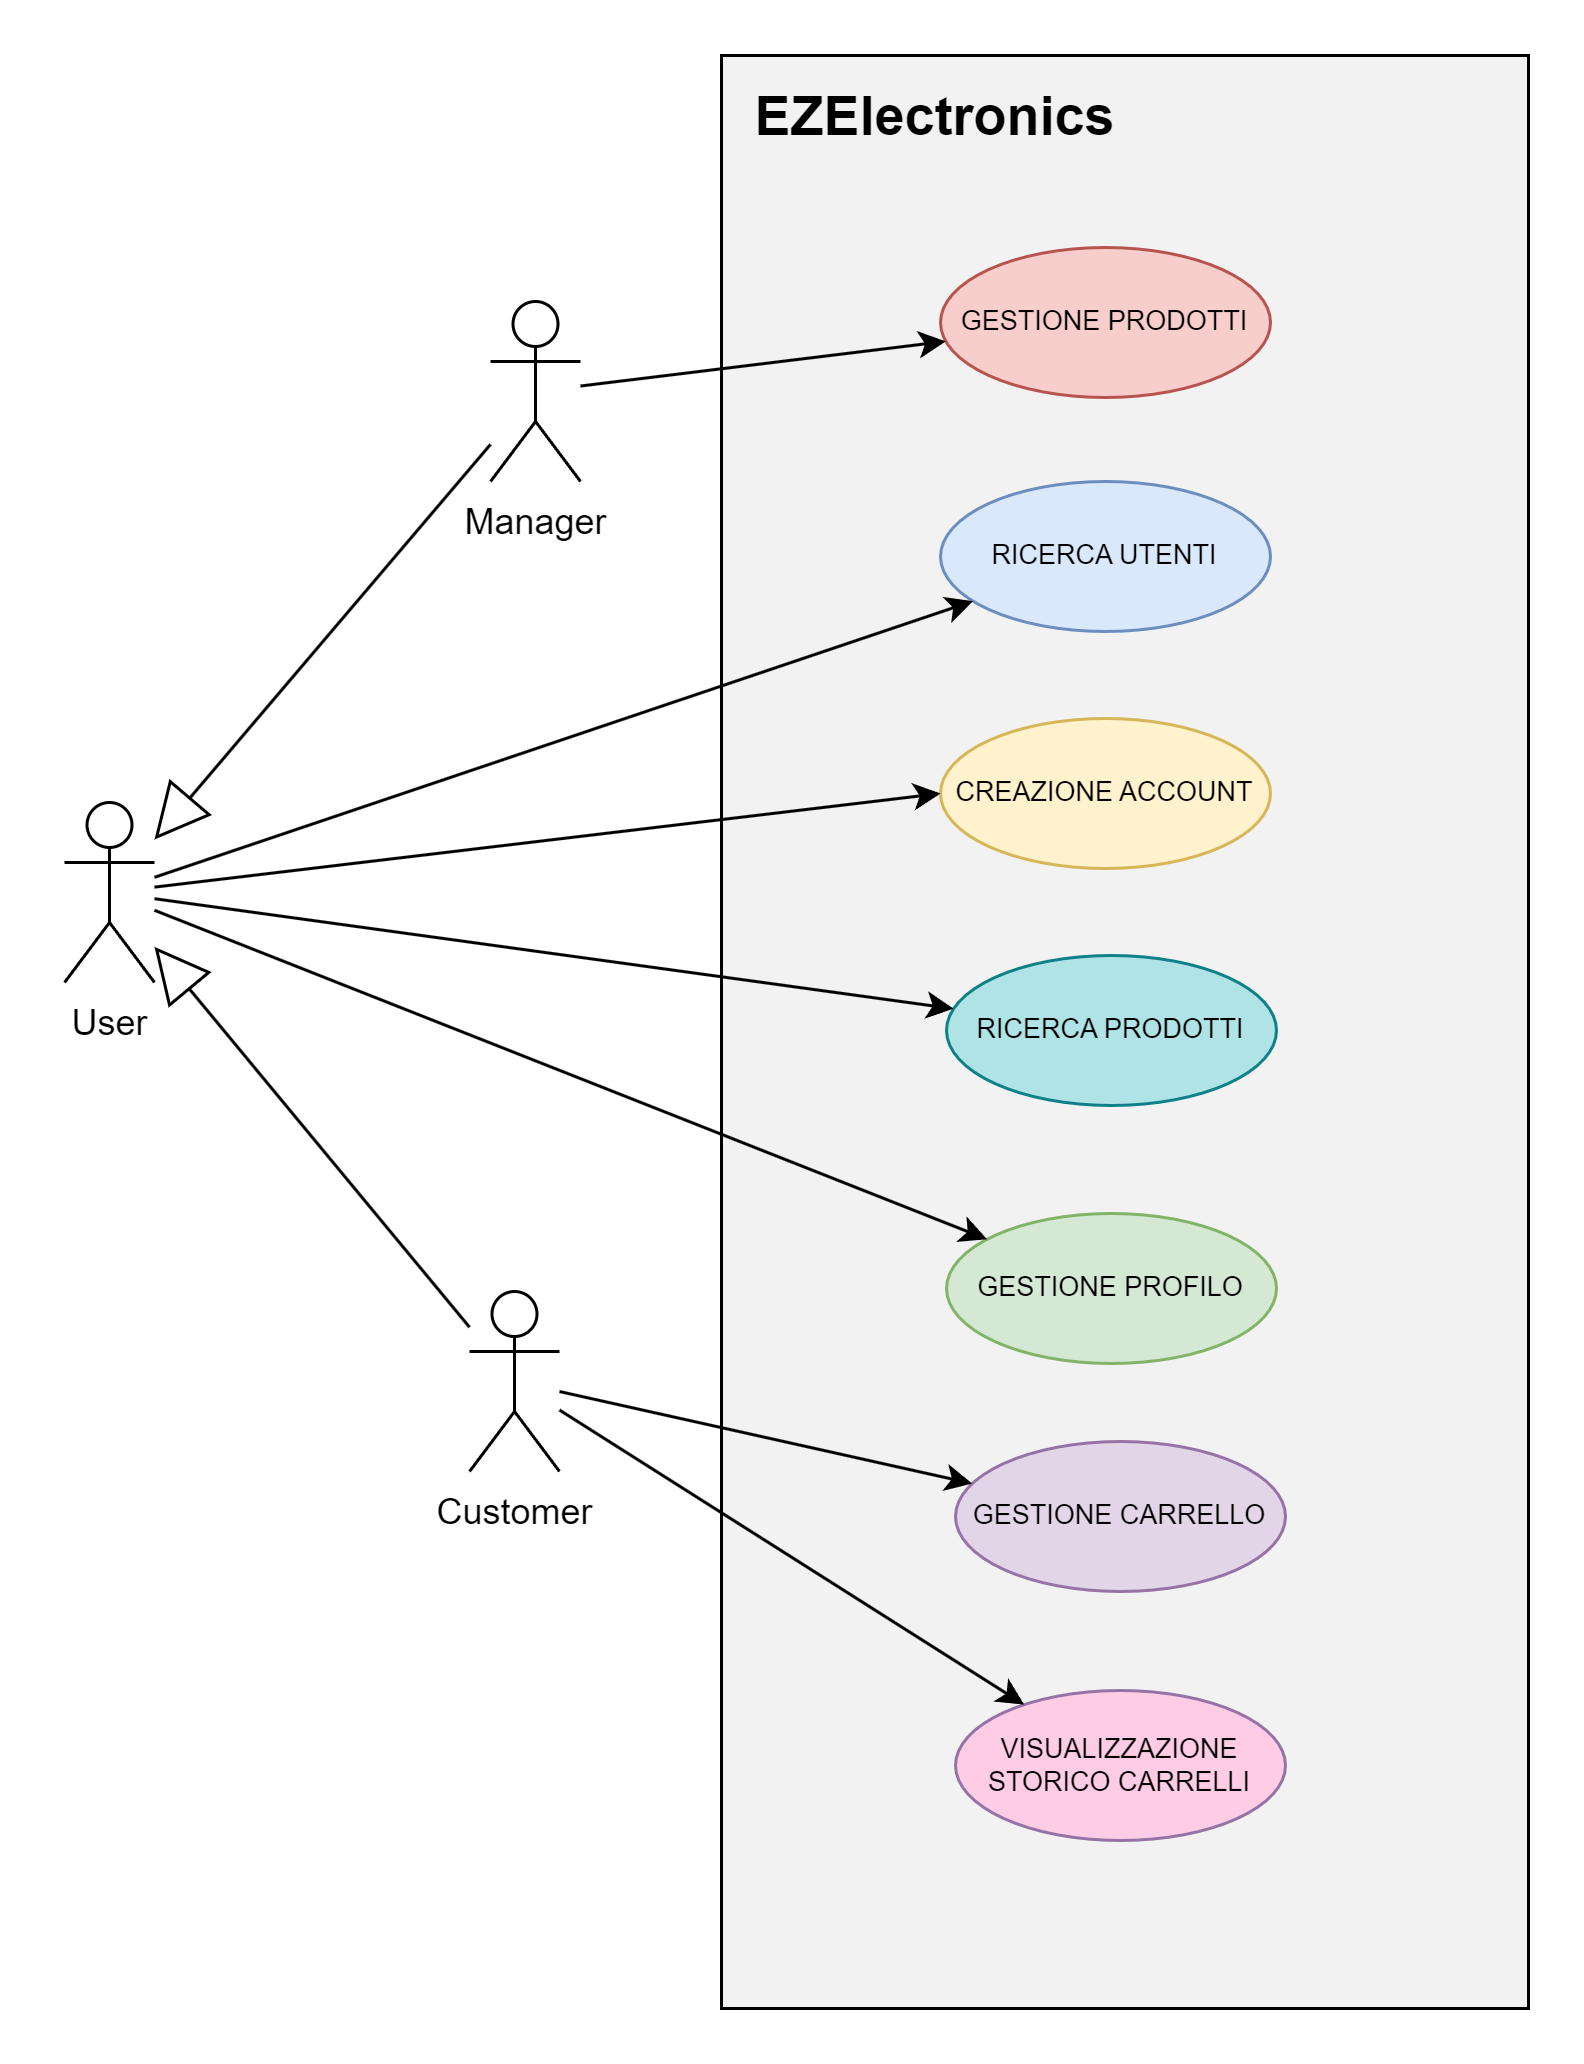 EZElectronics
GESTIONE PRODOTTI
Manager
RICERCA UTENTI
CREAZIONE ACCOUNT
User
RICERCA PRODOTTI
GESTIONE PROFILO
Customer
GESTIONE CARRELLO
VISUALIZZAZIONE
STORICO CARRELLI